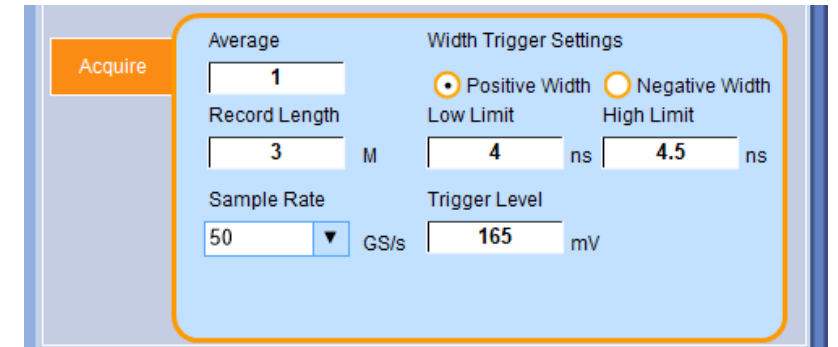 Acquire
Average
1
Record Length
3 M
Sample Rate
50 GS/s
Width Trigger Settings
Positive Width Negative Width
Low Limit High Limit
4 ns 4.5 ns
Trigger Level
165 mV